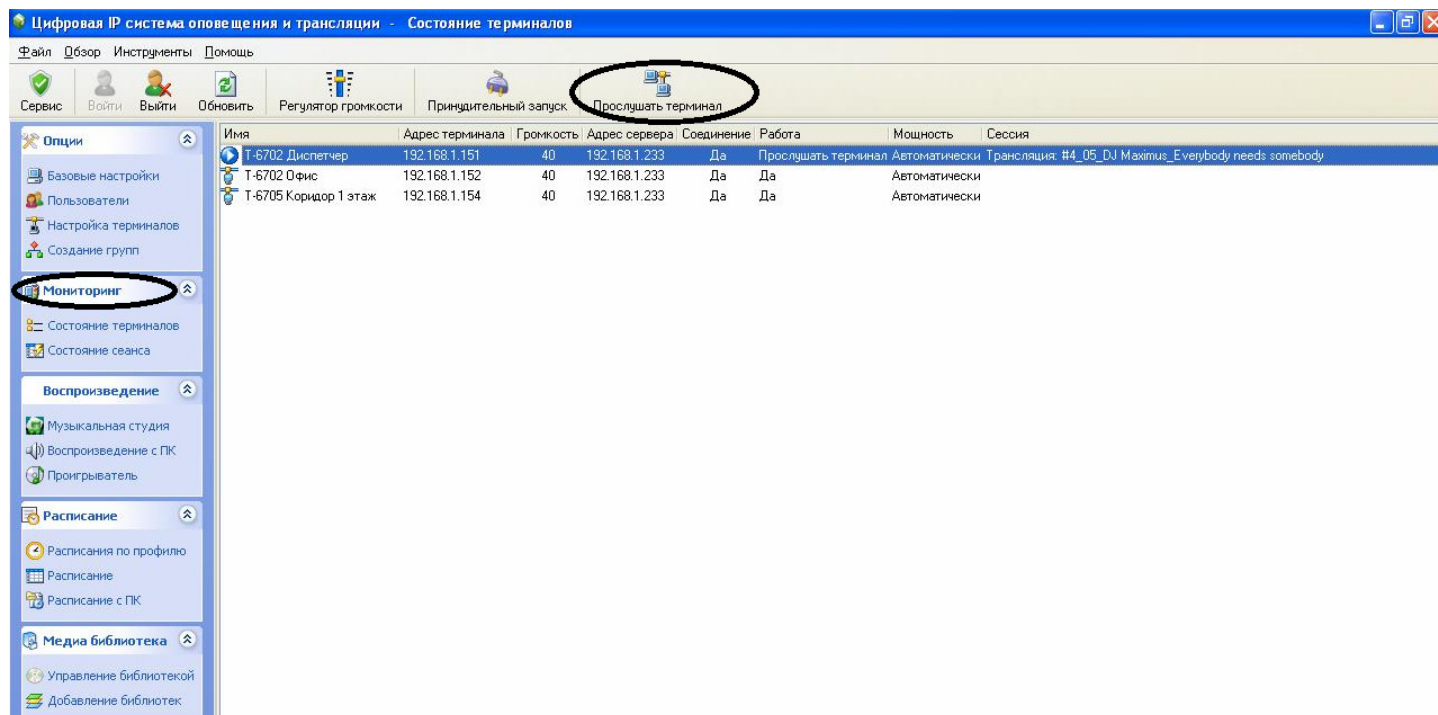 Цифровая IP система оповещения и трансляции - Состояние терминалов
Файл Обзор Инструменты Помощь
Сервис Войти Выйти Обновить Регулятор громкости Принудительный запуск Прослушать терминал
Опции
Базовые настройки
Пользователи
Настройка терминалов
Создание групп
Мониторинг
Состояние терминалов
Состояние сеанса
Воспроизведение
Музыкальная студия
Воспроизведение с ПК
Проигрыватель
Расписание
Расписания по профилю
Расписание
Расписание с ПК
Медиа библиотека
Управление библиотекой
Добавление библиотек
Имя Адрес терминала Громкость Адрес сервера Соединение Работа Мощность Сессия
T-6702 Диспетчер 192.168.1.151 40 192.168.1.233 Да Прослушать терминал Автоматически Трансляция: #4_05_DJ Maximus_Everybody needs somebody
T-6702 Офис 192.168.1.152 40 192.168.1.233 Да Да Автоматически
T-6705 Коридор 1 этаж 192.168.1.154 40 192.168.1.233 Да Да Автоматически